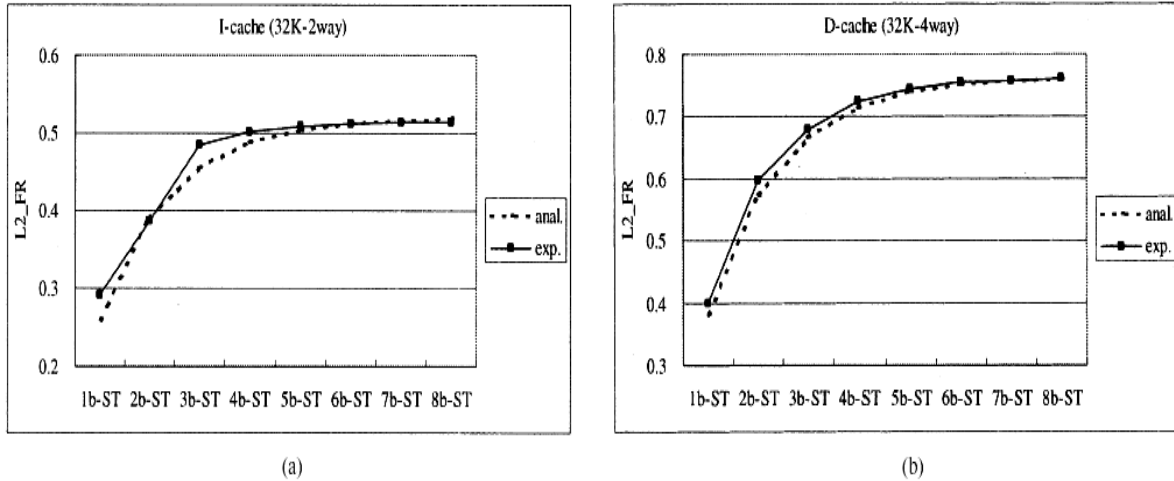 I-cache (32K-2way)
0.6
0.5
0.4
0.3
0.2
L2_FR
1b-ST 2b-ST 3b-ST 4b-ST 5b-ST 6b-ST 7b-ST 8b-ST
anal.
exp.
(a)
D-cache (32K-4way)
0.8
0.7
0.6
0.5
0.4
0.3
L2_FR
1b-ST 2b-ST 3b-ST 4b-ST 5b-ST 6b-ST 7b-ST 8b-ST
anal.
exp.
(b)